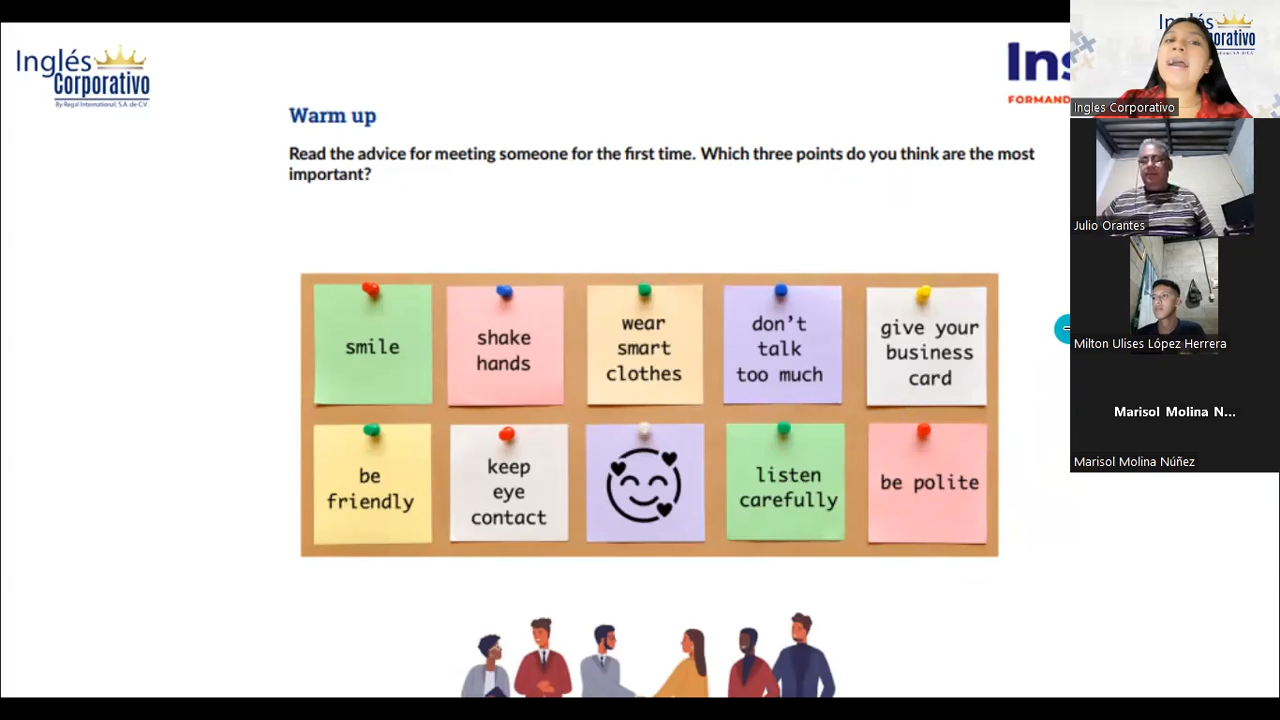 Inglés
Corporativo
By Regal International, S.A. de C.V.
Ins
FORMAND
Warm up
Read the advice for meeting someone for the first time. Which three points do you think are the most
important?
smile
shake
hands
wear
smart
clothes
don't
talk
too much
give your
business
card
be
friendly
keep
eye
contact
listen
carefully
be polite
Inglés
Corporativo
Ingles Corporativo
Julio Orantes
Milton Ulises López Herrera
Marisol Molina N...
Marisol Molina Núñez